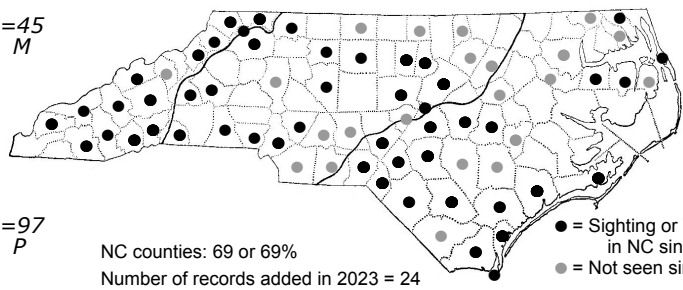 =45
M
=97
P
NC counties: 69 or 69%
Number of records added in 2023 = 24
= Sighting or
in NC sin
= Not seen si